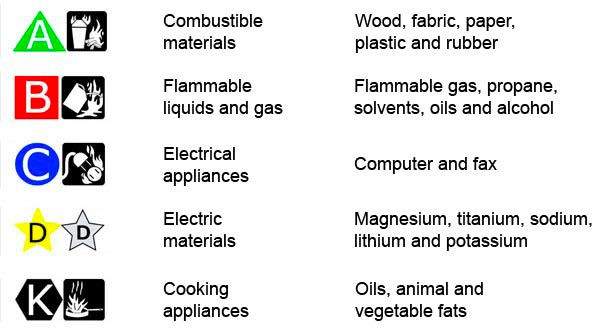 A
Combustible
materials
Wood, fabric, paper,
plastic and rubber
B
Flammable
liquids and gas
Flammable gas, propane,
solvents, oils and alcohol
C
Electrical
appliances
Computer and fax
D
D
Electric
materials
Magnesium, titanium, sodium,
lithium and potassium
K
Cooking
appliances
Oils, animal and
vegetable fats